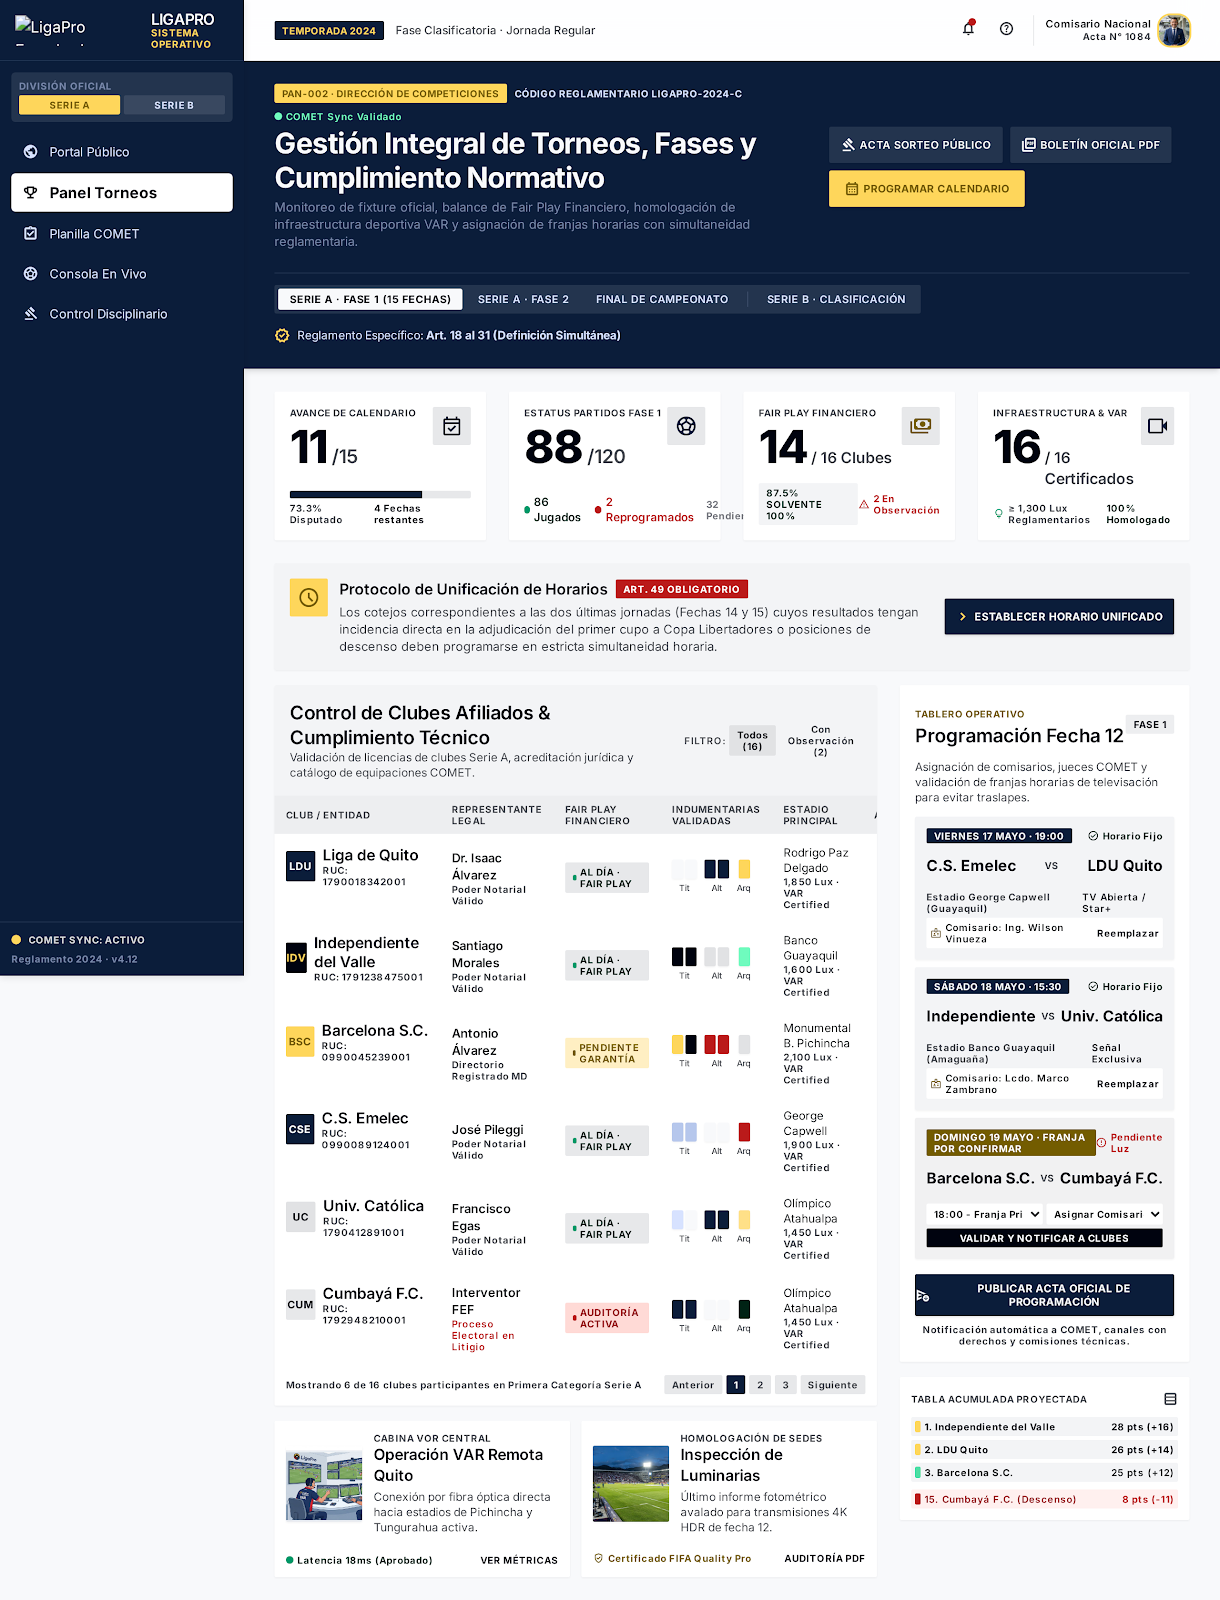 LigaPro
LIGAPRO
SISTEMA
OPERATIVO
DIVISIÓN OFICIAL
SERIE A
SERIE B
Portal Público
Panel Torneos
Planilla COMET
Consola En Vivo
Control Disciplinario
COMET SYNC: ACTIVO
Reglamento 2024 · v4.12
TEMPORADA 2024
Fase Clasificatoria · Jornada Regular
Comisario Nacional
Acta N° 1084
PAN-002 · DIRECCIÓN DE COMPETICIONES
CÓDIGO REGLAMENTARIO LIGAPRO-2024-C
COMET Sync Validado
Gestión Integral de Torneos, Fases y
Cumplimiento Normativo
Monitoreo de fixture oficial, balance de Fair Play Financiero, homologación de
infraestructura deportiva VAR y asignación de franjas horarias con simultaneidad
reglamentaria.
ACTA SORTEO PÚBLICO
BOLETÍN OFICIAL PDF
PROGRAMAR CALENDARIO
SERIE A · FASE 1 (15 FECHAS)
SERIE A · FASE 2
FINAL DE CAMPEONATO
SERIE B · CLASIFICACIÓN
Reglamento Específico: Art. 18 al 31 (Definición Simultánea)
AVANCE DE CALENDARIO
11/15
73.3%
Disputado
4 Fechas
restantes
ESTATUS PARTIDOS FASE 1
88/120
86
Jugados
2
Reprogramados
32
Pendien
FAIR PLAY FINANCIERO
14/ 16 Clubes
87.5%
SOLVENTE
100%
2 En
Observación
INFRAESTRUCTURA & VAR
16/ 16
Certificados
≥ 1,300 Lux
Reglamentarios
100%
Homologado
Protocolo de Unificación de Horarios
ART. 49 OBLIGATORIO
Los cotejos correspondientes a las dos últimas jornadas (Fechas 14 y 15) cuyos resultados tengan
incidencia directa en la adjudicación del primer cupo a Copa Libertadores o posiciones de
descenso deben programarse en estricta simultaneidad horaria.
ESTABLECER HORARIO UNIFICADO
Control de Clubes Afiliados &
Cumplimiento Técnico
Validación de licencias de clubes Serie A, acreditación jurídica y
catálogo de equipaciones COMET.
FILTRO:
Todos
(16)
Con
Observación
(2)
CLUB / ENTIDAD
REPRESENTANTE
LEGAL
FAIR PLAY
FINANCIERO
INDUMENTARIAS
VALIDADAS
ESTADIO
PRINCIPAL
LDU
Liga de Quito
RUC:
1790018342001
Dr. Isaac
Álvarez
Poder Notarial
Válido
AL DÍA ·
FAIR PLAY
Tit
Alt
Arq
Rodrigo Paz
Delgado
1,850 Lux ·
VAR
Certified
IDV
Independiente
del Valle
RUC: 1791238475001
Santiago
Morales
Poder Notarial
Válido
AL DÍA ·
FAIR PLAY
Tit
Alt
Arq
Banco
Guayaquil
1,600 Lux ·
VAR
Certified
BSC
Barcelona S.C.
RUC:
0990045239001
Antonio
Álvarez
Directorio
Registrado MD
PENDIENTE
GARANTÍA
Tit
Alt
Arq
Monumental
B. Pichincha
2,100 Lux ·
VAR
Certified
CSE
C.S. Emelec
RUC:
0990089124001
José Pileggi
Poder Notarial
Válido
AL DÍA ·
FAIR PLAY
Tit
Alt
Arq
George
Capwell
1,900 Lux ·
VAR
Certified
UC
Univ. Católica
RUC:
1790412891001
Francisco
Egas
Poder Notarial
Válido
AL DÍA ·
FAIR PLAY
Tit
Alt
Arq
Olímpico
Atahualpa
1,450 Lux ·
VAR
Certified
CUM
Cumbayá F.C.
RUC:
1792948210001
Interventor
FEF
Proceso
Electoral en
Litigio
AUDITORÍA
ACTIVA
Tit
Alt
Arq
Olímpico
Atahualpa
1,450 Lux ·
VAR
Certified
Mostrando 6 de 16 clubes participantes en Primera Categoría Serie A
Anterior
1
2
3
Siguiente
CABINA VOR CENTRAL
Operación VAR Remota
Quito
Conexión por fibra óptica directa
hacia estadios de Pichincha y
Tungurahua activa.
Latencia 18ms (Aprobado)
VER MÉTRICAS
HOMOLOGACIÓN DE SEDES
Inspección de
Luminarias
Último informe fotométrico
avalado para transmisiones 4K
HDR de fecha 12.
Certificado FIFA Quality Pro
AUDITORÍA PDF
TABLERO OPERATIVO
Programación Fecha 12
FASE 1
Asignación de comisarios, jueces COMET y
validación de franjas horarias de televisación
para evitar traslapes.
VIERNES 17 MAYO · 19:00
Horario Fijo
C.S. Emelec
VS
LDU Quito
Estadio George Capwell
(Guayaquil)
TV Abierta /
Star+
Comisario: Ing. Wilson
Vinueza
Reemplazar
SÁBADO 18 MAYO · 15:30
Horario Fijo
Independiente
VS
Univ. Católica
Estadio Banco Guayaquil
(Amaguaña)
Señal
Exclusiva
Comisario: Lcdo. Marco
Zambrano
Reemplazar
DOMINGO 19 MAYO · FRANJA
POR CONFIRMAR
Pendiente
Luz
Barcelona S.C.
VS
Cumbayá F.C.
18:00 - Franja Pri
Asignar Comisari
VALIDAR Y NOTIFICAR A CLUBES
PUBLICAR ACTA OFICIAL DE
PROGRAMACIÓN
Notificación automática a COMET, canales con
derechos y comisiones técnicas.
TABLA ACUMULADA PROYECTADA
1. Independiente del Valle
28 pts (+16)
2. LDU Quito
26 pts (+14)
3. Barcelona S.C.
25 pts (+12)
15. Cumbayá F.C. (Descenso)
8 pts (-11)